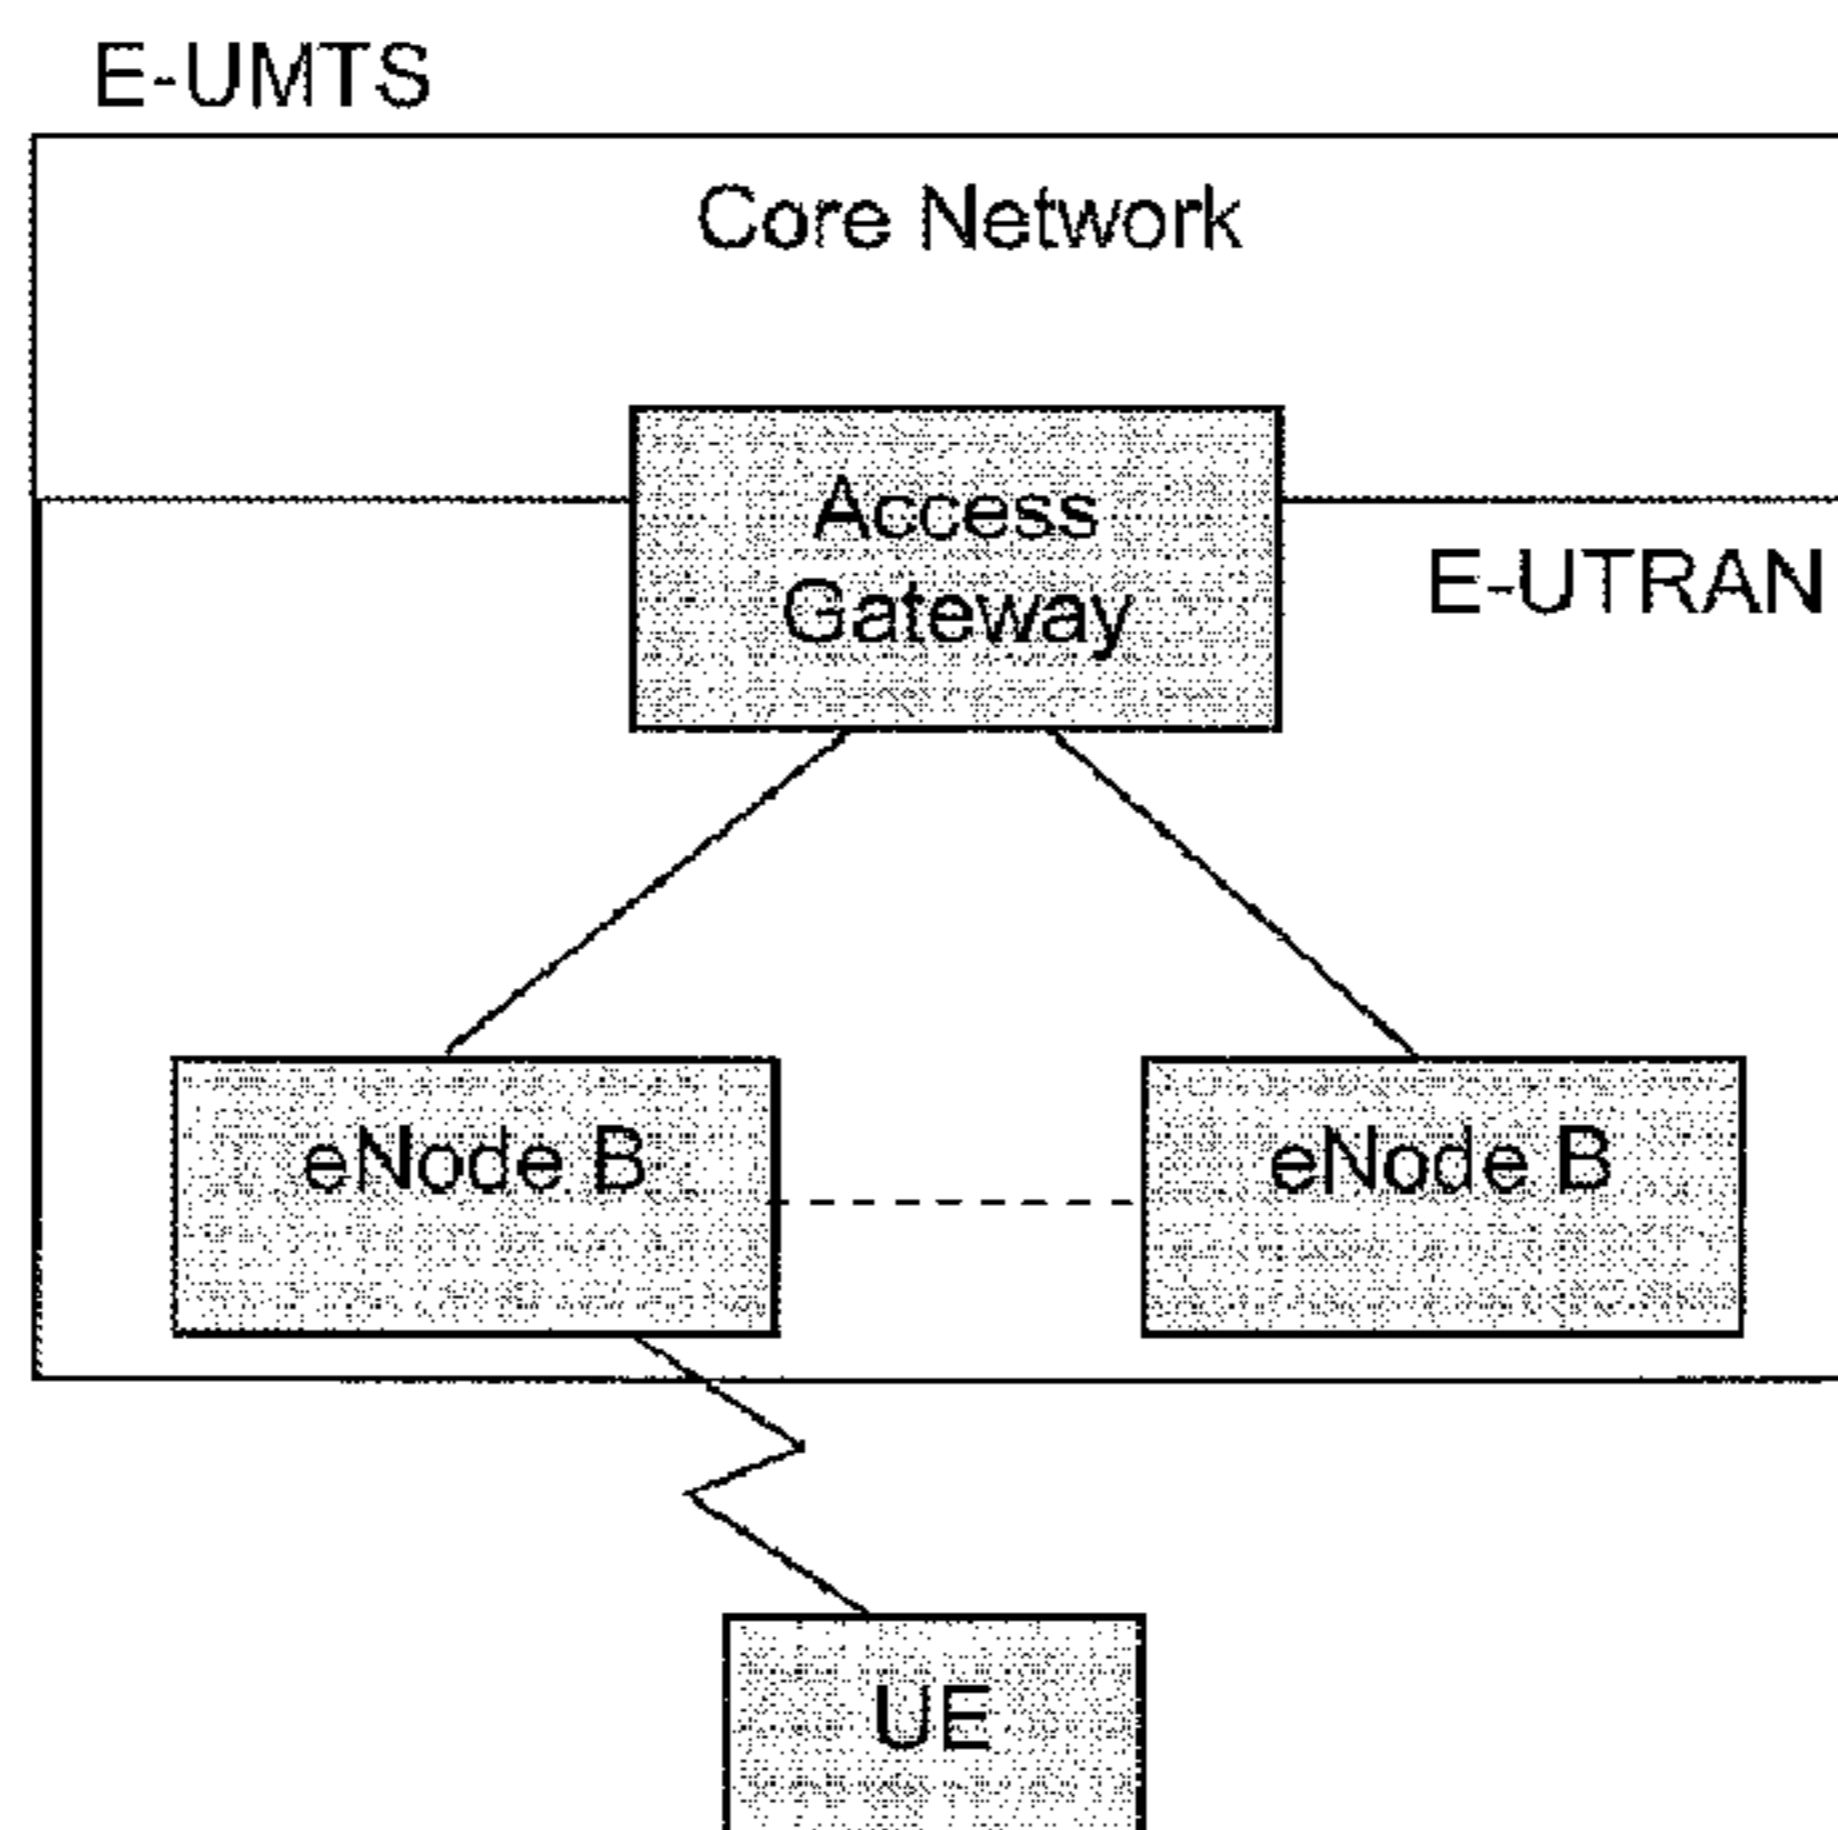 E-UMTS
Core Network
Access
Gateway
E-UTRAN
eNode B
eNode B
UE